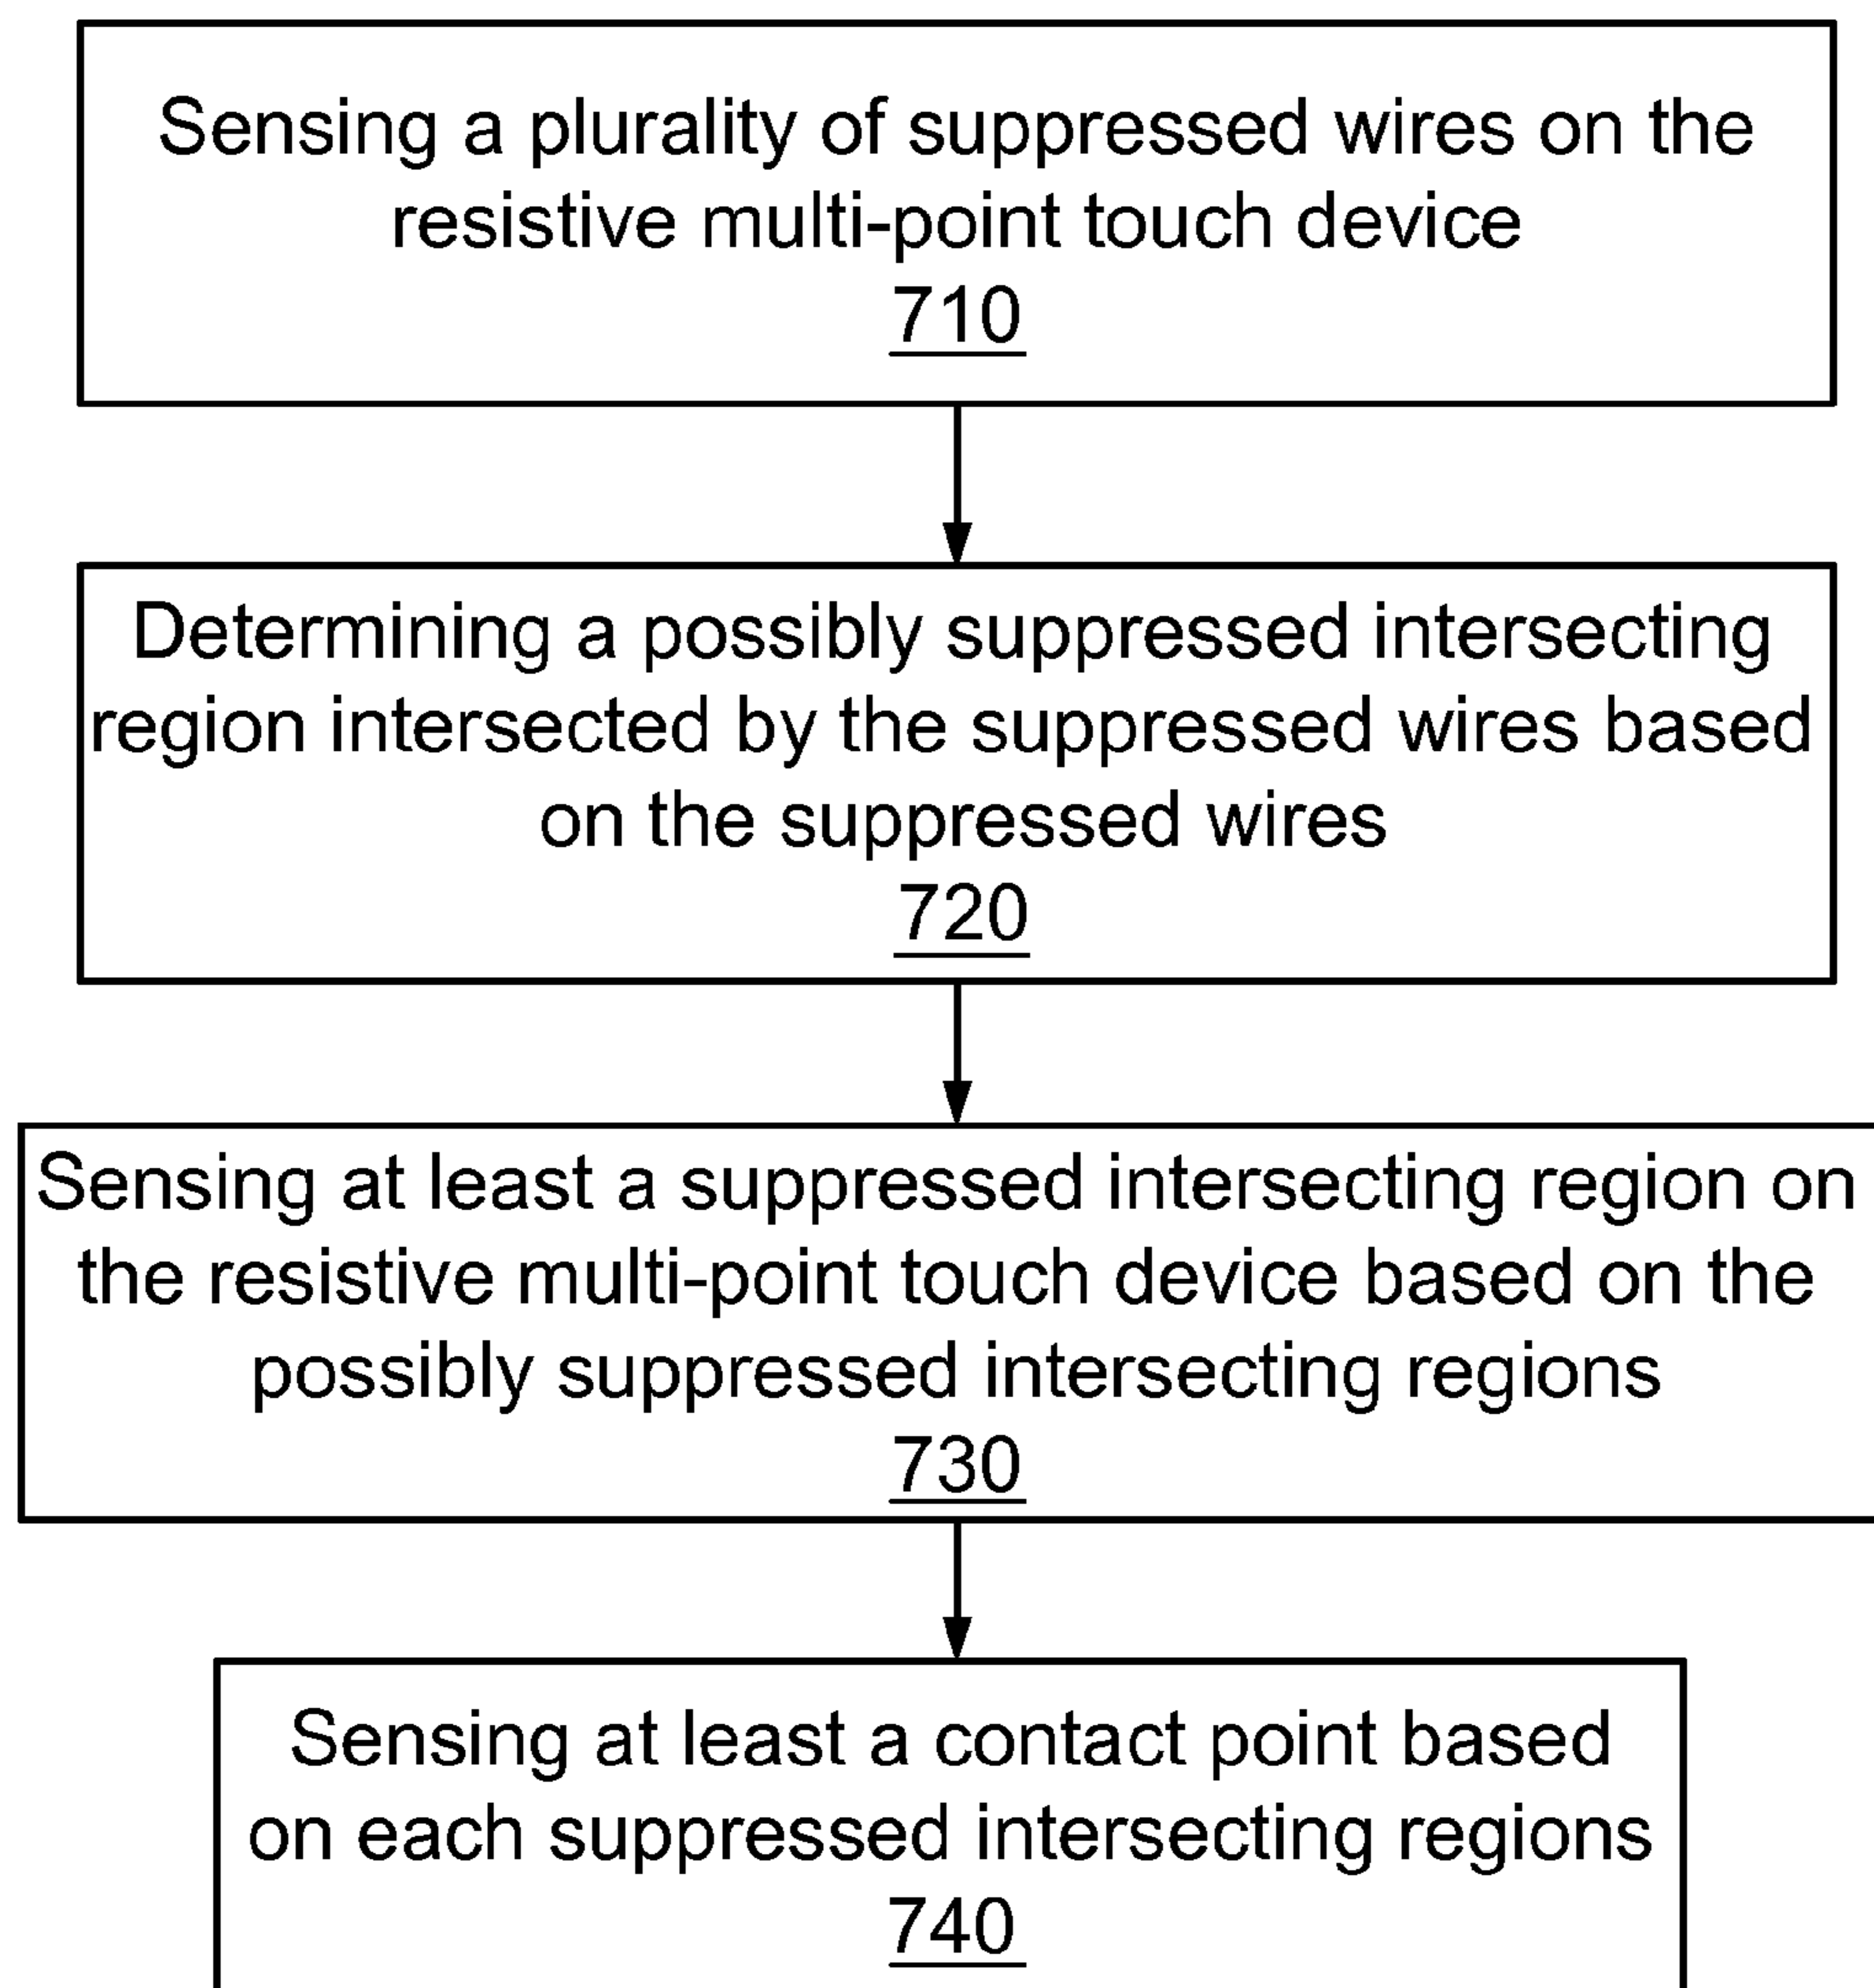 Sensing a plurality of suppressed wires on the
resistive multi-point touch device
710
Determining a possibly suppressed intersecting
region intersected by the suppressed wires based
on the suppressed wires
720
Sensing at least a suppressed intersecting region on
the resistive multi-point touch device based on the
possibly suppressed intersecting regions
730
Sensing at least a contact point based
on each suppressed intersecting regions
740